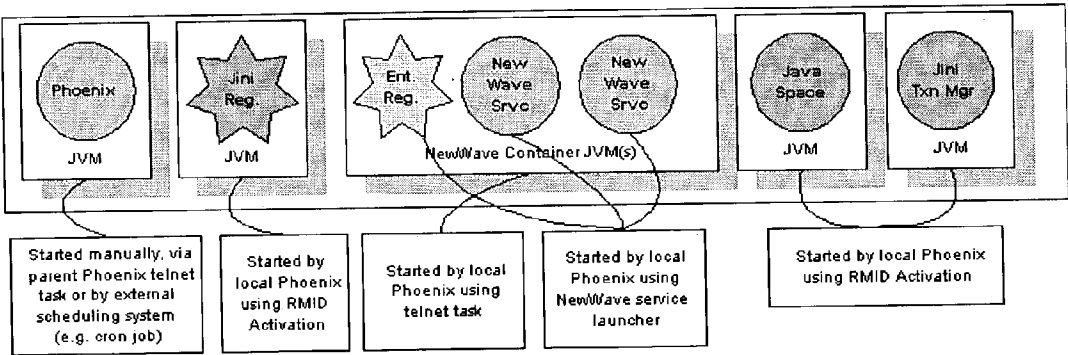 Phoenix
JVM
Jini
Reg.
JVM
Ent.
Reg.
New
Wave
Srvc
New
Wave
Srvc
NewWave Container JVM(s)
Java
Space
JVM
Jini
Txn Mgr
JVM
Started manually, via
parent Phoenix telnet
task or by external
scheduling system
(e.g. cron job)
Started by
local Phoenix
using RMID
Activation
Started by local
Phoenix using
telnet task
Started by local
Phoenix using
NewWave service
launcher
Started by local Phoenix
using RMID Activation